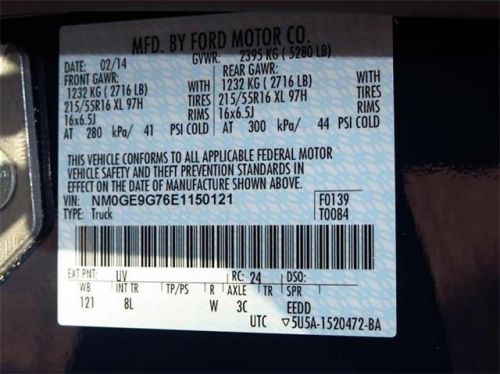 MFD. BY FORD MOTOR CO.
DATE: 02/14 GVWR: 2395 KG ( 5280 LB)
FRONT GAWR: REAR GAWR:
1232 KG ( 2716 LB) WITH 1232 KG ( 2716 LB) WITH
215/55R16 XL 97H TIRES 215/55R16 XL 97H TIRES
16x6.5J RIMS 16x6.5J RIMS
AT 280 kPa/ 41 PSI COLD AT 300 kPa/ 44 PSI COLD
THIS VEHICLE CONFORMS TO ALL APPLICABLE FEDERAL MOTOR
VEHICLE SAFETY AND THEFT PREVENTION STANDARDS IN
EFFECT ON THE DATE OF MANUFACTURE SHOWN ABOVE.
VIN: NM0GE9G76E1150121 F0139
TYPE: Truck T0084
EXT PNT: UV RC: 24 DSO:
WB INT TR TP/PS R AXLE TR SPR
121 8L W 3C EEDD
UTC ▽5U5A-1520472-BA